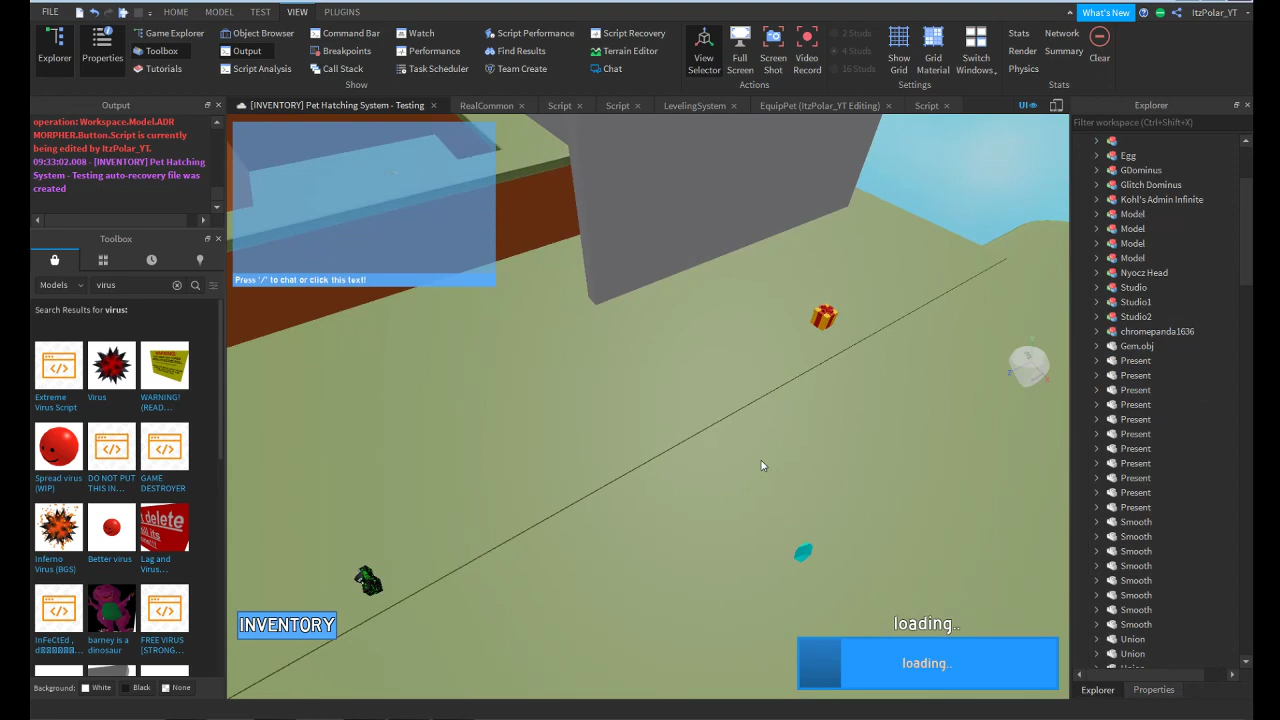 FILE
HOME
MODEL
TEST
VIEW
PLUGINS
What's New
ItzPolar_YT
Explorer
Properties
Game Explorer
Toolbox
Tutorials
Object Browser
Output
Script Analysis
Command Bar
Breakpoints
Call Stack
Watch
Performance
Task Scheduler
Script Performance
Find Results
Team Create
Script Recovery
Terrain Editor
Chat
Show
View
Selector
Full
Screen
Screen
Shot
Video
Record
2 Studs
4 Studs
16 Studs
Actions
Show
Grid
Grid
Material
Switch
Windows
Settings
Stats
Network
Render
Summary
Physics
Clear
Stats
Output
[INVENTORY] Pet Hatching System - Testing
RealCommon
Script
Script
LevelingSystem
EquipPet (ItzPolar_YT Editing)
Script
UI
Explorer
operation: Workspace.Model.ADR
MORPHER.Button.Script is currently
being edited by ItzPolar_YT.
09:33:02.008 - [INVENTORY] Pet Hatching
System - Testing auto-recovery file was
created
Toolbox
Models
virus
Search Results for virus:
Extreme
Virus Script
Virus
WARNING!
(READ...
Spread virus
(WIP)
DO NOT PUT
THIS IN...
GAME
DESTROYER
delete
Inferno
Virus (BGS)
Better virus
Lag and
Virus...
barney is a
dinosaur
FREE VIRUS
[STRONG...
Background:
White
Black
None
Press '/' to chat or click this text!
INVENTORY
loading..
loading..
Filter workspace (Ctrl+Shift+X)
Egg
GDominus
Glitch Dominus
Kohl's Admin Infinite
Model
Model
Model
Model
Nyocz Head
Studio
Studio1
Studio2
chromepanda1636
Gem.obj
Present
Present
Present
Present
Present
Present
Present
Present
Present
Present
Present
Smooth
Smooth
Smooth
Smooth
Smooth
Smooth
Smooth
Smooth
Union
Union
Explorer
Properties